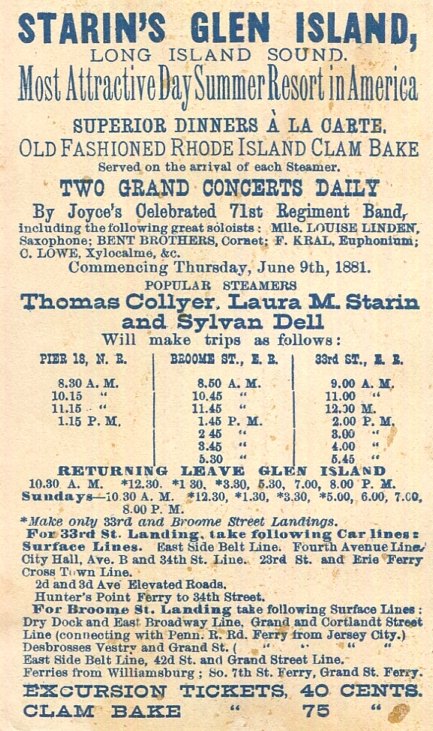 STARIN'S GLEN ISLAND,
LONG ISLAND SOUND.
Most Attractive Day Summer Resort in America
SUPERIOR DINNERS À LA CARTE.
OLD FASHIONED RHODE ISLAND CLAM BAKE
Served on the arrival of each Steamer.
TWO GRAND CONCERTS DAILY
By Joyce's Celebrated 71st Regiment Band,
including the following great soloists: Mlle. LOUISE LINDEN,
Saxophone; BENT BROTHERS, Cornet; F. KRAL, Euphonium;
C. LOWE, Xylocalme, &c.
Commencing Thursday, June 9th, 1881.
POPULAR STEAMERS
Thomas Collyer, Laura M. Starin
and Sylvan Dell
Will make trips as follows:
PIER 18, N. R. BROOME ST., E. R. 33rd ST., E. R.
8.30 A. M. 8.50 A. M. 9.00 A. M.
10.15 " 10.45 " 11.00 "
11.15 " 11.45 " 12.30 M.
1.15 P. M. 1.45 P. M. 2.00 P. M.
2 45 " 3.00 "
3.45 " 4.00 "
5.30 " 5.45 "
RETURNING LEAVE GLEN ISLAND
10.30 A. M. *12.30. *1 30, *3.30, 5.30, 7.00, 8.00 P. M.
Sundays—10.30 A. M. *12.30, *1.30, *3.30, *5.00, 6.00, 7.00,
8.00 P. M.
*Make only 33rd and Broome Street Landings.
For 33rd St. Landing, take following Car lines:
Surface Lines. East Side Belt Line. Fourth Avenue Line,
City Hall, Ave. B and 34th St. Line. 23rd St. and Erie Ferry
Cross Town Line.
2d and 3d Ave Elevated Roads.
Hunter's Point Ferry to 34th Street.
For Broome St. Landing take following Surface Lines:
Dry Dock and East Broadway Line, Grand and Cortlandt Street
Line (connecting with Penn. R. Rd. Ferry from Jersey City.)
Desbrosses Vestry and Grand St. ( " " " " "
East Side Belt Line, 42d St. and Grand Street Line.
Ferries from Williamsburg; So. 7th St. Ferry, Grand St. Ferry.
EXCURSION TICKETS, 40 CENTS.
CLAM BAKE " 75 "